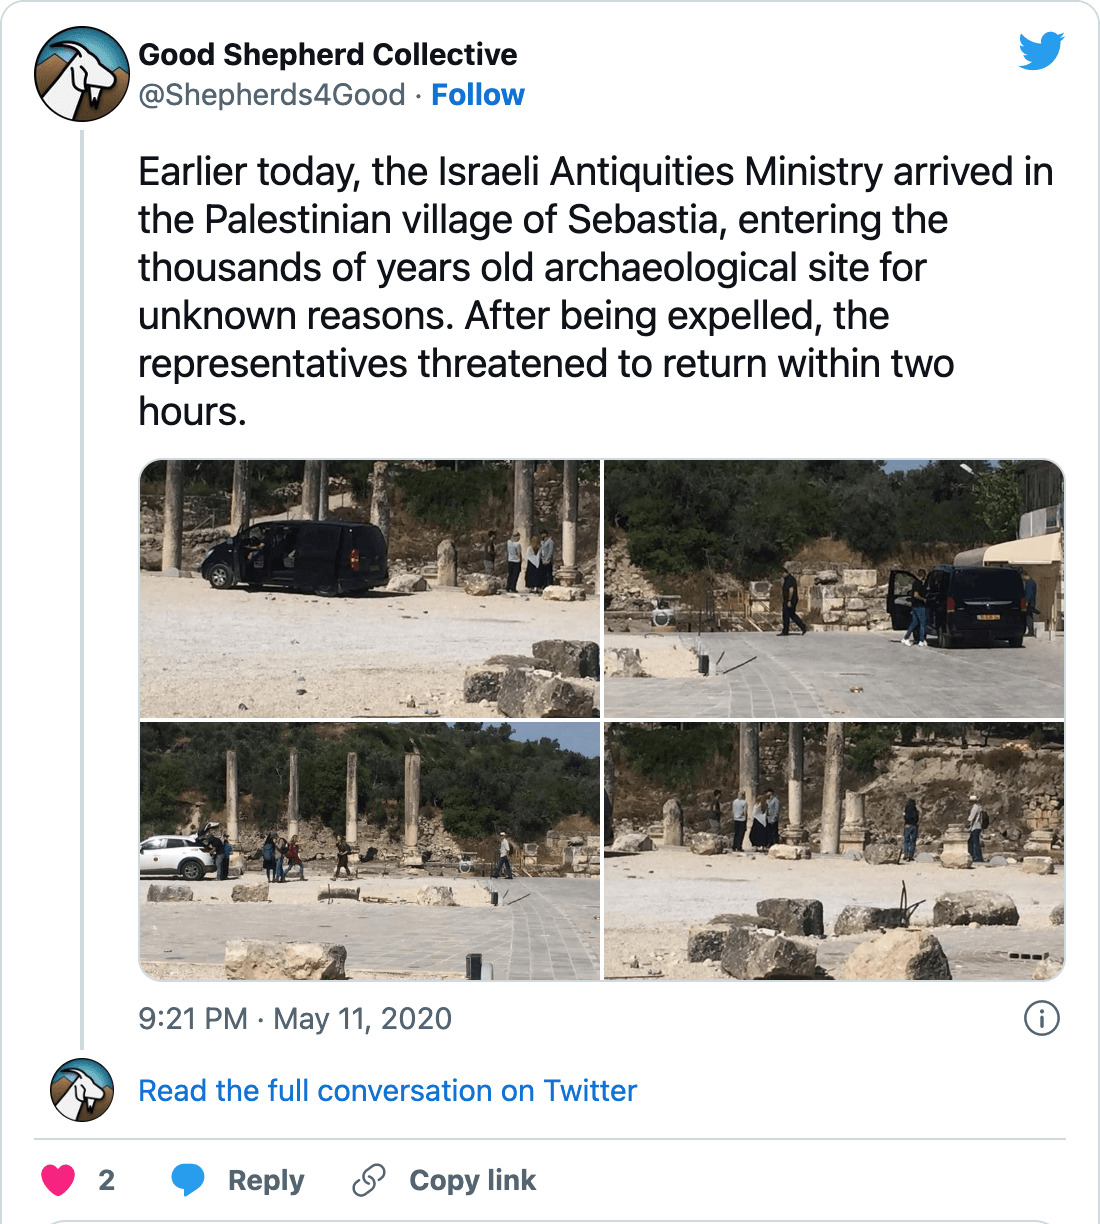 Good Shepherd Collective
@Shepherds4Good · Follow
Earlier today, the Israeli Antiquities Ministry arrived in
the Palestinian village of Sebastia, entering the
thousands of years old archaeological site for
unknown reasons. After being expelled, the
representatives threatened to return within two
hours.
9:21 PM · May 11, 2020
Read the full conversation on Twitter
2 Reply Copy link